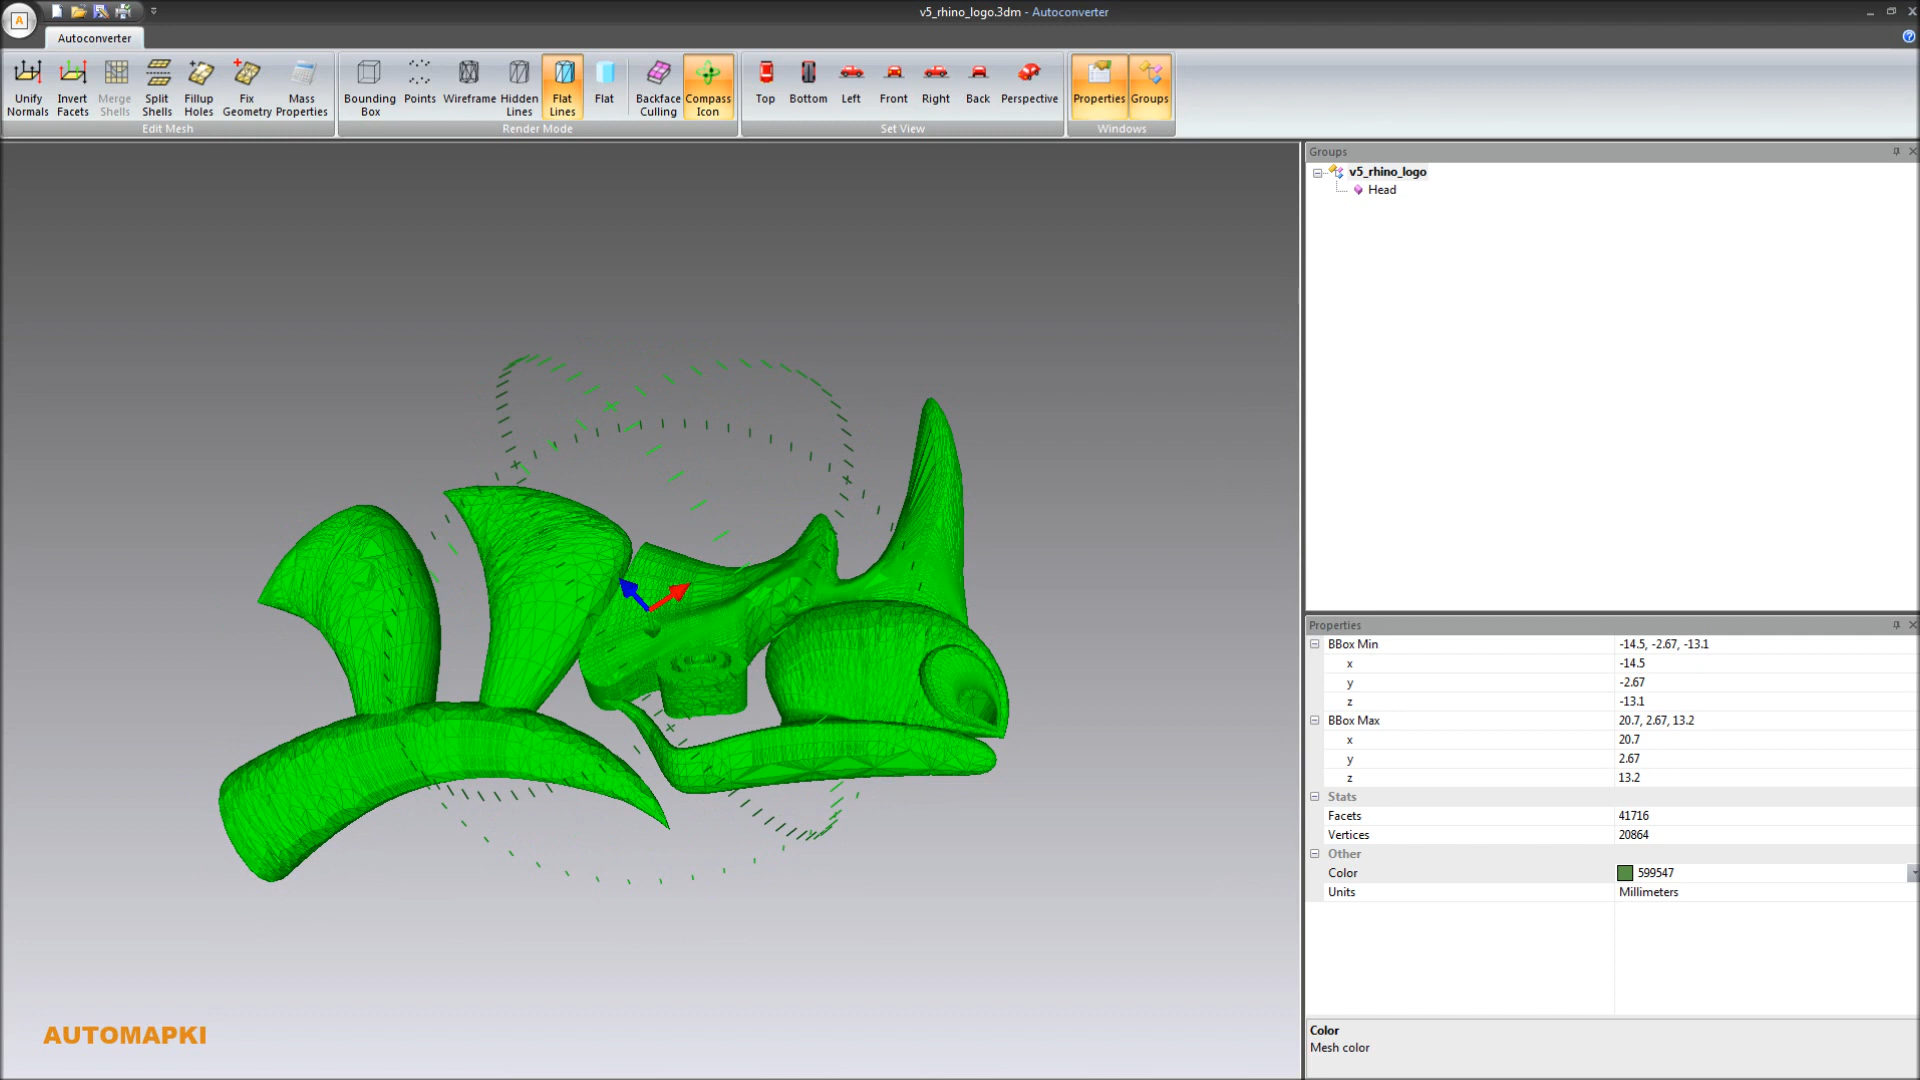 A
v5_rhino_logo.3dm - Autoconverter
Autoconverter
Unify Normals
Invert Facets
Merge Shells
Split Shells
Fillup Holes
Fix Geometry
Mass Properties
Edit Mesh
Bounding Box
Points
Wireframe
Hidden Lines
Flat Lines
Flat
Backface Culling
Compass Icon
Render Mode
Top
Bottom
Left
Front
Right
Back
Perspective
Set View
Properties
Groups
Windows
Groups
v5_rhino_logo
Head
Properties
BBox Min -14.5, -2.67, -13.1
x -14.5
y -2.67
z -13.1
BBox Max 20.7, 2.67, 13.2
x 20.7
y 2.67
z 13.2
Stats
Facets 41716
Vertices 20864
Other
Color 599547
Units Millimeters
Color
Mesh color
AUTOMAPKI